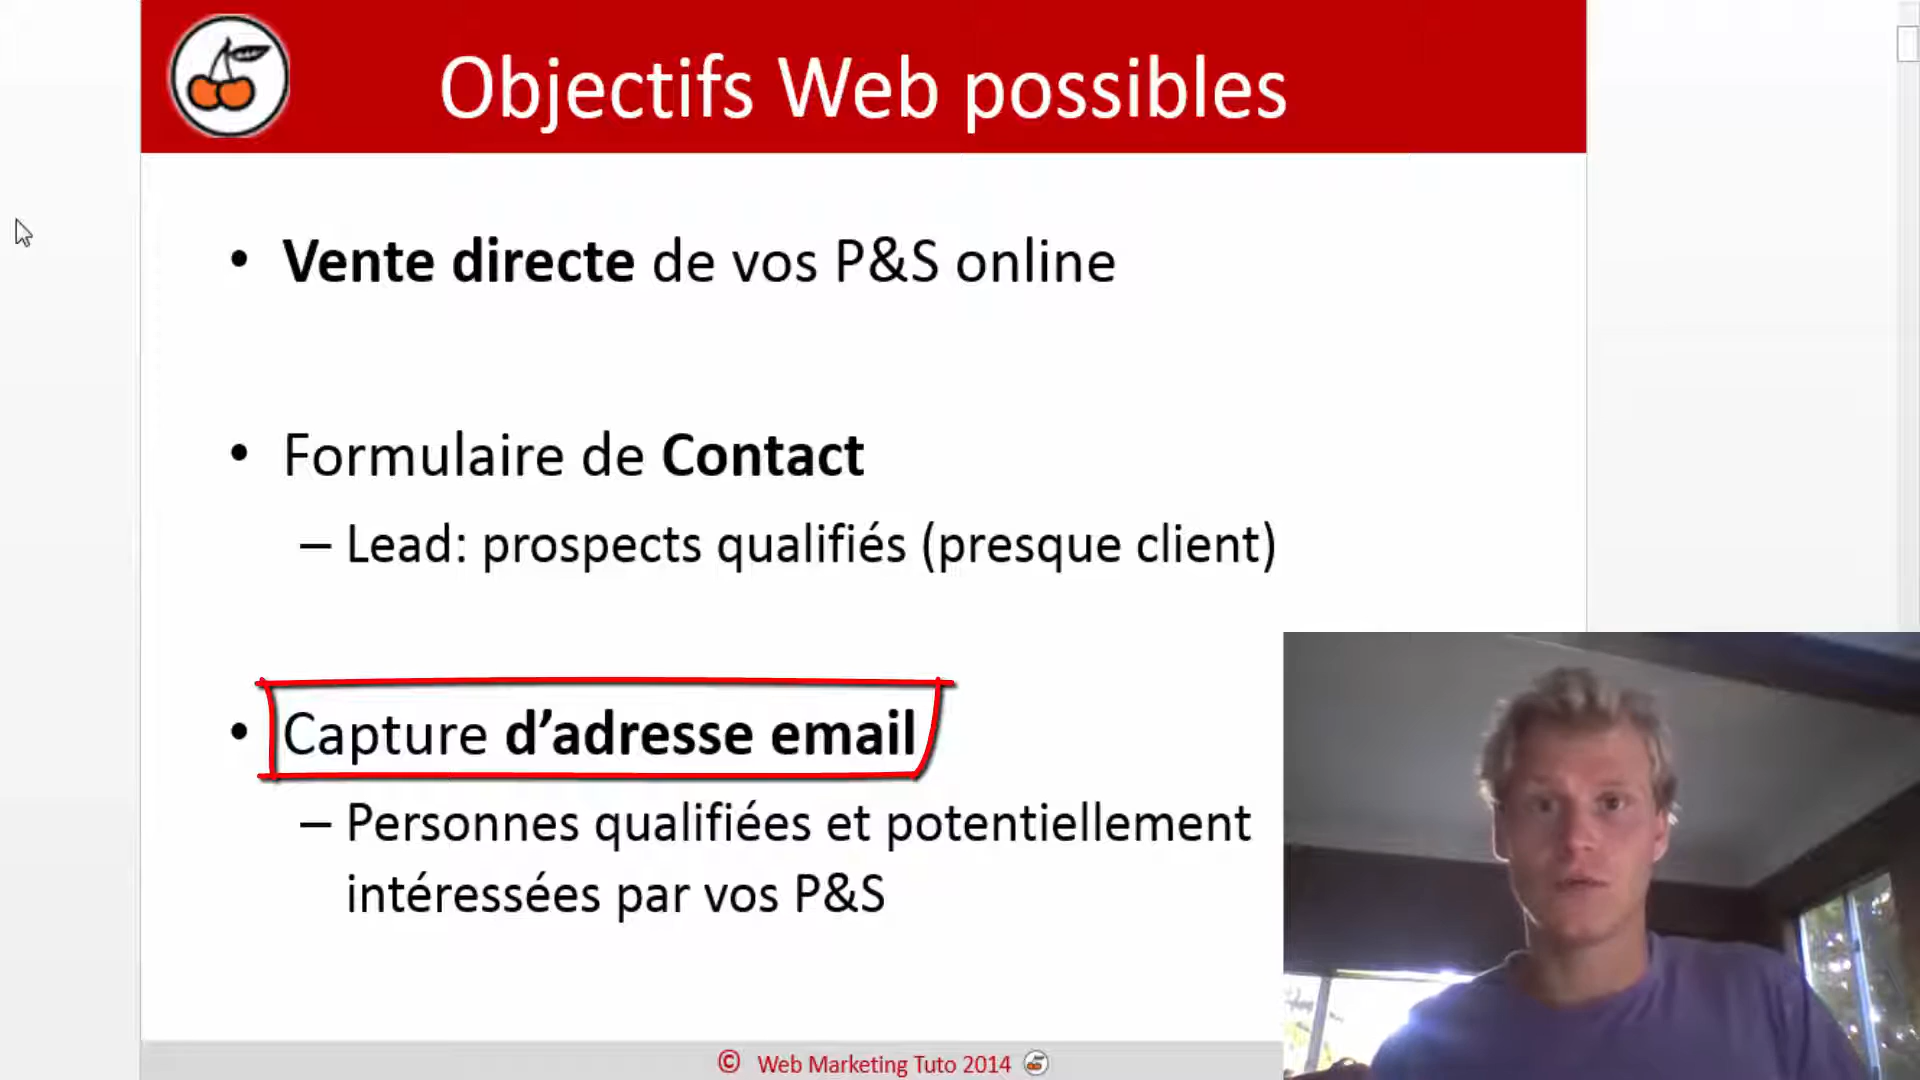 Objectifs Web possibles
• Vente directe de vos P&S online
• Formulaire de Contact
– Lead: prospects qualifiés (presque client)
• Capture d’adresse email
– Personnes qualifiées et potentiellement
intéressées par vos P&S
© Web Marketing Tuto 2014